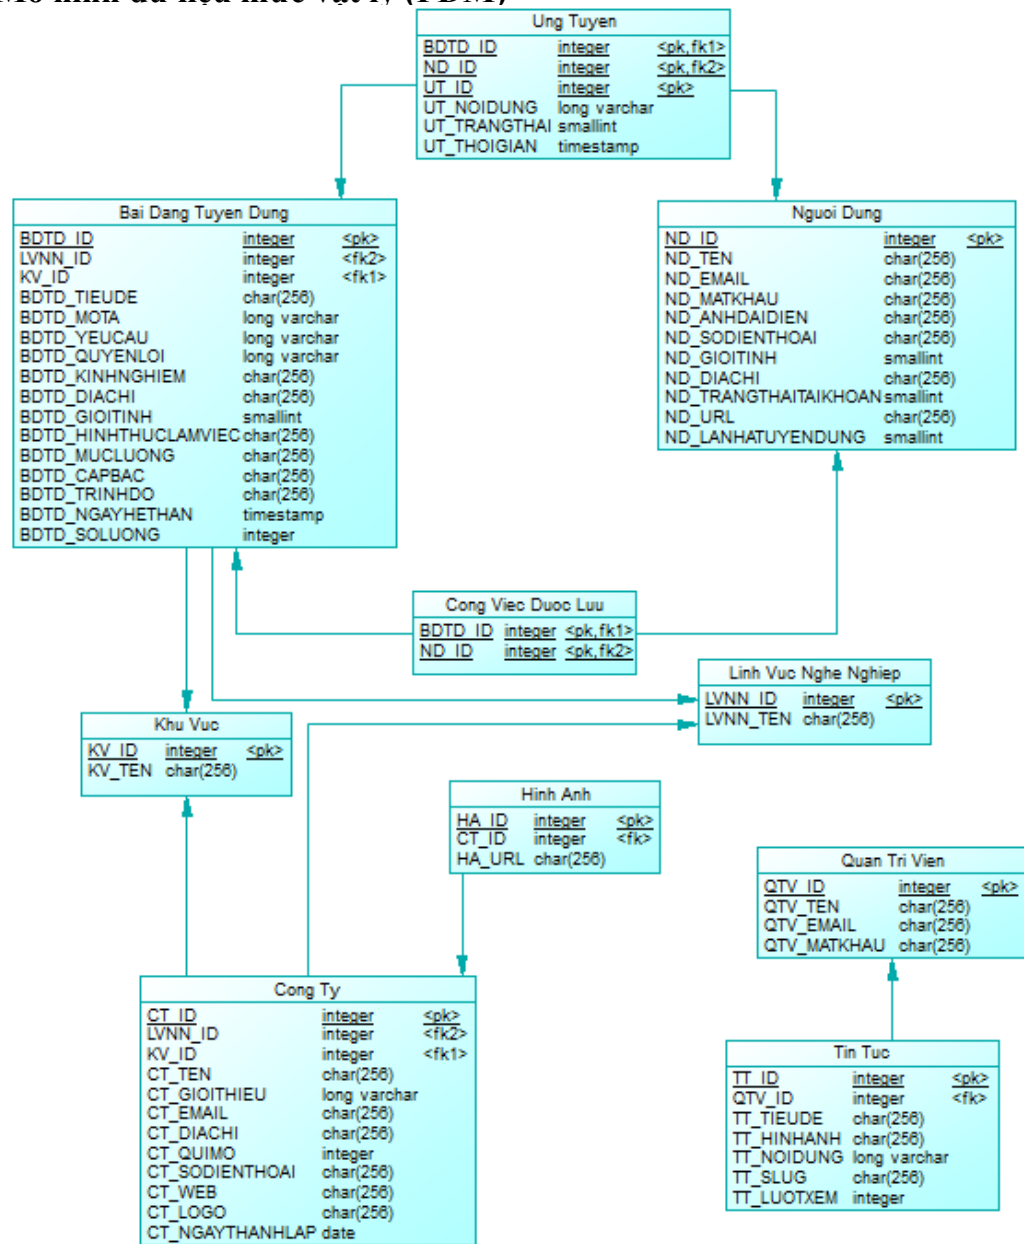 Mô hình dữ liệu mức vật lý (PDM)
Ung Tuyen
BDTD_ID integer <pk,fk1>
ND_ID integer <pk,fk2>
UT_ID integer <pk>
UT_NOIDUNG long varchar
UT_TRANGTHAI smallint
UT_THOIGIAN timestamp
Bai Dang Tuyen Dung
BDTD_ID integer <pk>
LVNN_ID integer <fk2>
KV_ID integer <fk1>
BDTD_TIEUDE char(256)
BDTD_MOTA long varchar
BDTD_YEUCAU long varchar
BDTD_QUYENLOI long varchar
BDTD_KINHNGHIEM char(256)
BDTD_DIACHI char(256)
BDTD_GIOITINH smallint
BDTD_HINHTHUCLAMVIEC char(256)
BDTD_MUCLUONG char(256)
BDTD_CAPBAC char(256)
BDTD_TRINHDO char(256)
BDTD_NGAYHETHAN timestamp
BDTD_SOLUONG integer
Nguoi Dung
ND_ID integer <pk>
ND_TEN char(256)
ND_EMAIL char(256)
ND_MATKHAU char(256)
ND_ANHDAIDIEN char(256)
ND_SODIENTHOAI char(256)
ND_GIOITINH smallint
ND_DIACHI char(256)
ND_TRANGTHAITAIKHOAN smallint
ND_URL char(256)
ND_LANHATUYENDUNG smallint
Cong Viec Duoc Luu
BDTD_ID integer <pk,fk1>
ND_ID integer <pk,fk2>
Linh Vuc Nghe Nghiep
LVNN_ID integer <pk>
LVNN_TEN char(256)
Khu Vuc
KV_ID integer <pk>
KV_TEN char(256)
Hinh Anh
HA_ID integer <pk>
CT_ID integer <fk>
HA_URL char(256)
Quan Tri Vien
QTV_ID integer <pk>
QTV_TEN char(256)
QTV_EMAIL char(256)
QTV_MATKHAU char(256)
Cong Ty
CT_ID integer <pk>
LVNN_ID integer <fk2>
KV_ID integer <fk1>
CT_TEN char(256)
CT_GIOITHIEU long varchar
CT_EMAIL char(256)
CT_DIACHI char(256)
CT_QUIMO integer
CT_SODIENTHOAI char(256)
CT_WEB char(256)
CT_LOGO char(256)
CT_NGAYTHANHLAP date
Tin Tuc
TT_ID integer <pk>
QTV_ID integer <fk>
TT_TIEUDE char(256)
TT_HINHANH char(256)
TT_NOIDUNG long varchar
TT_SLUG char(256)
TT_LUOTXEM integer